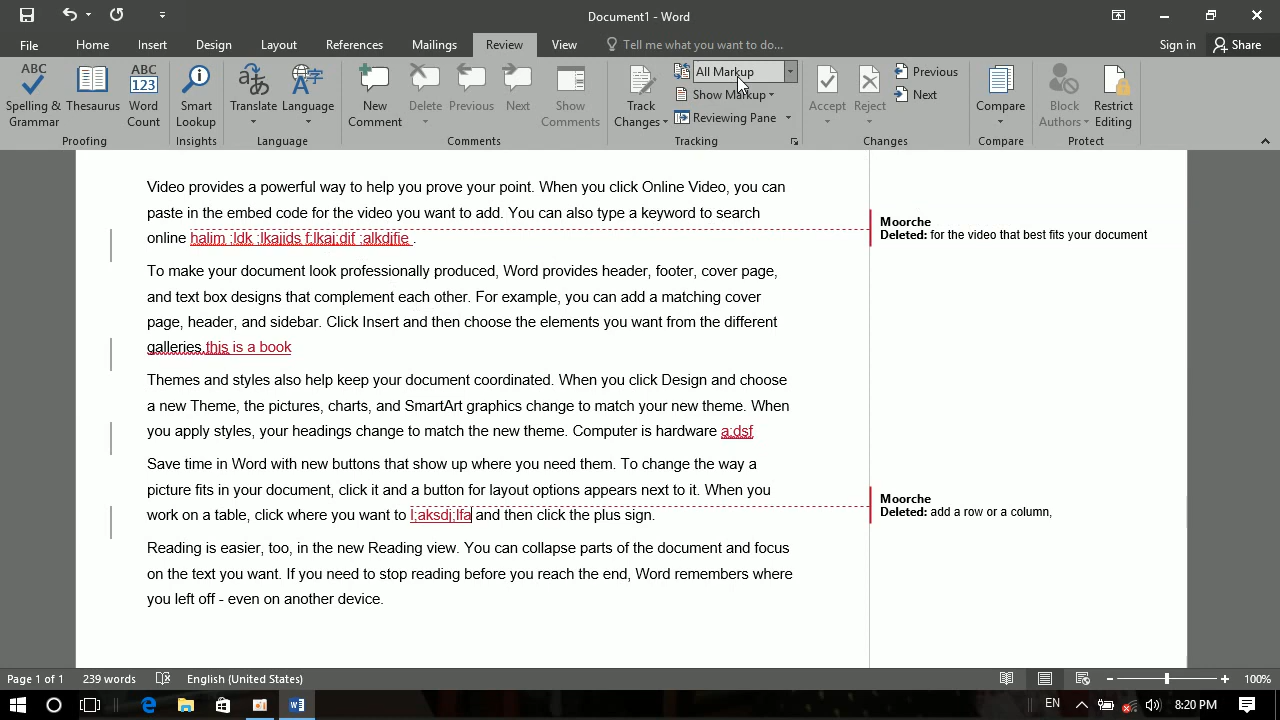 Document1 - Word
File Home Insert Design Layout References Mailings Review View Tell me what you want to do... Sign in Share
ABC
Spelling & Grammar
Thesaurus
ABC 123
Word Count
Proofing
Smart Lookup
Insights
Translate
Language
Language
New Comment
Delete
Previous
Next
Show Comments
Comments
Track Changes
All Markup
Show Markup
Reviewing Pane
Tracking
Accept
Reject
Previous
Next
Changes
Compare
Compare
Block Authors
Restrict Editing
Protect
Video provides a powerful way to help you prove your point. When you click Online Video, you can
paste in the embed code for the video you want to add. You can also type a keyword to search
online halim ;ldk ;lkajids f;lkaj;dif ;alkdjfie .
To make your document look professionally produced, Word provides header, footer, cover page,
and text box designs that complement each other. For example, you can add a matching cover
page, header, and sidebar. Click Insert and then choose the elements you want from the different
galleries.this is a book
Themes and styles also help keep your document coordinated. When you click Design and choose
a new Theme, the pictures, charts, and SmartArt graphics change to match your new theme. When
you apply styles, your headings change to match the new theme. Computer is hardware a;dsf
Save time in Word with new buttons that show up where you need them. To change the way a
picture fits in your document, click it and a button for layout options appears next to it. When you
work on a table, click where you want to l;aksdj;lfa and then click the plus sign.
Reading is easier, too, in the new Reading view. You can collapse parts of the document and focus
on the text you want. If you need to stop reading before you reach the end, Word remembers where
you left off - even on another device.
Moorche
Deleted: for the video that best fits your document
Moorche
Deleted: add a row or a column,
Page 1 of 1 239 words English (United States) 100%
EN 8:20 PM